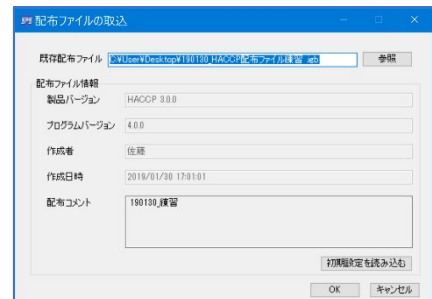 配布ファイルの取込
既存配布ファイル C:¥User¥Desktop¥190130_HACCP配布ファイル練習 .igb 参照
配布ファイル情報
製品バージョン HACCP 3.0.0
プログラムバージョン 4.0.0
作成者 佐藤
作成日時 2019/01/30 17:01:01
配布コメント 190130_練習
初期設定を読み込む
OK キャンセル